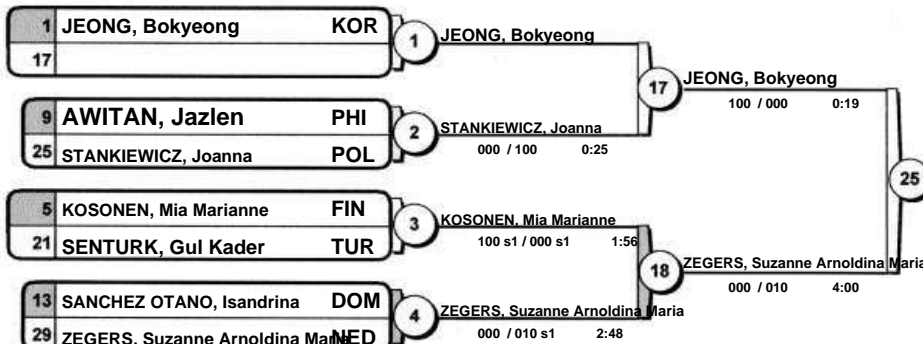 1 JEONG, Bokyeong KOR
17
1
JEONG, Bokyeong
9 AWITAN, Jazlen PHI
25 STANKIEWICZ, Joanna POL
2
STANKIEWICZ, Joanna
000 / 100 0:25
17
JEONG, Bokyeong
100 / 000 0:19
5 KOSONEN, Mia Marianne FIN
21 SENTURK, Gul Kader TUR
3
KOSONEN, Mia Marianne
100 s1 / 000 s1 1:56
13 SANCHEZ OTANO, Isandrina DOM
29 ZEGERS, Suzanne Arnoldina Maria NED
4
ZEGERS, Suzanne Arnoldina Maria
000 / 010 s1 2:48
18
ZEGERS, Suzanne Arnoldina Maria
000 / 010 4:00
25